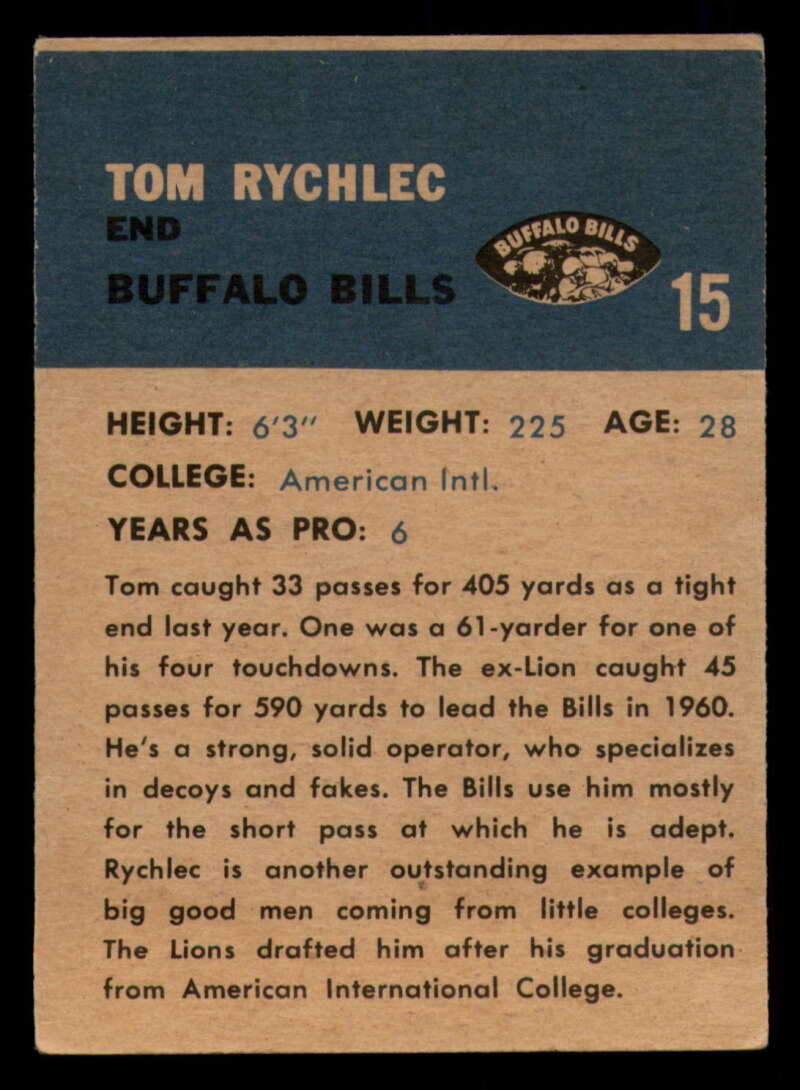 TOM RYCHLEC
END
BUFFALO BILLS
BUFFALO BILLS
15
HEIGHT: 6'3" WEIGHT: 225 AGE: 28
COLLEGE: American Intl.
YEARS AS PRO: 6
Tom caught 33 passes for 405 yards as a tight
end last year. One was a 61-yarder for one of
his four touchdowns. The ex-Lion caught 45
passes for 590 yards to lead the Bills in 1960.
He's a strong, solid operator, who specializes
in decoys and fakes. The Bills use him mostly
for the short pass at which he is adept.
Rychlec is another outstanding example of
big good men coming from little colleges.
The Lions drafted him after his graduation
from American International College.